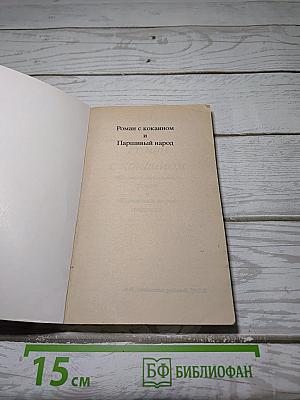 Роман с кокаином
и
Паршивый народ
15 см
БФ БИБЛИОФАН